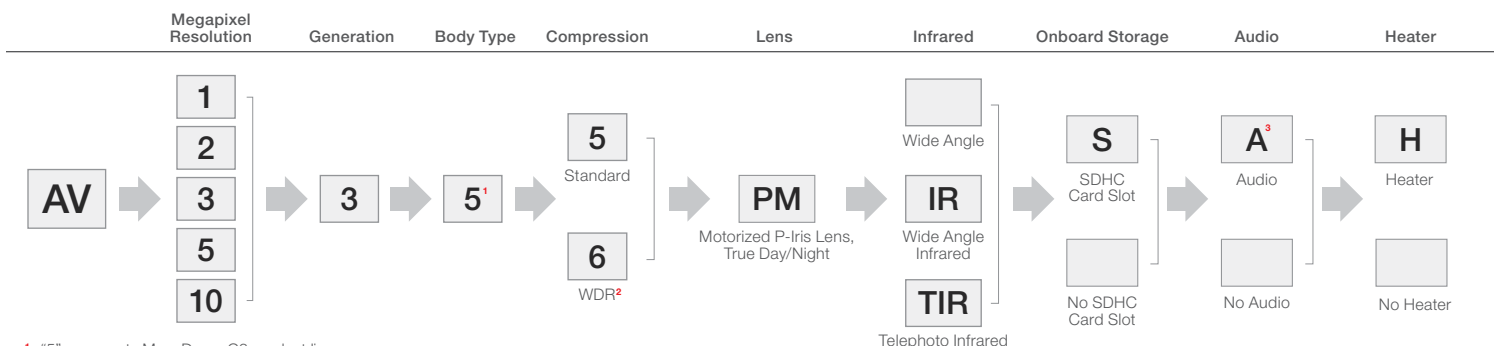 Megapixel
Resolution
Generation
Body Type
Compression
Lens
Infrared
Onboard Storage
Audio
Heater
AV
1
2
3
5
10
3
5¹
5
Standard
6
WDR²
PM
Motorized P-Iris Lens,
True Day/Night
Wide Angle
IR
Wide Angle
Infrared
TIR
Telephoto Infrared
S
SDHC
Card Slot
No SDHC
Card Slot
A³
Audio
No Audio
H
Heater
No Heater